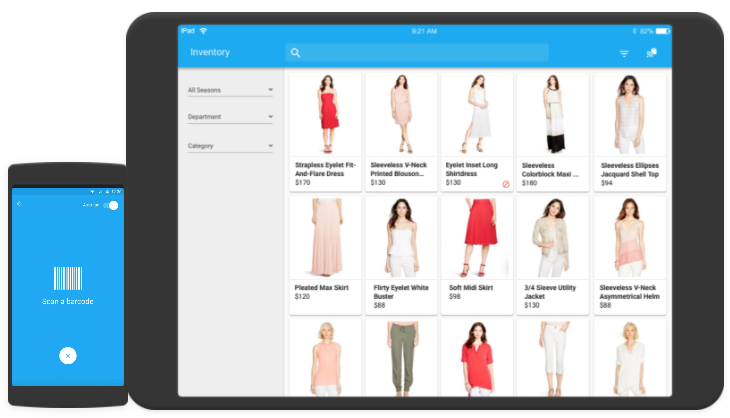 iPad
9:21 AM
82%
Inventory
All Seasons
Department
Category
Strapless Eyelet Fit-
And-Flare Dress
$170
Sleeveless V-Neck
Printed Blouson...
$130
Eyelet Inset Long
Shirtdress
$130
Sleeveless
Colorblock Maxi ...
$180
Sleeveless Ellipses
Jacquard Shell Top
$94
Pleated Max Skirt
$120
Flirty Eyelet White
Buster
$88
Soft Midi Skirt
$98
3/4 Sleeve Utility
Jacket
$130
Sleeveless V-Neck
Asymmetrical Helm
$88
Scan a barcode